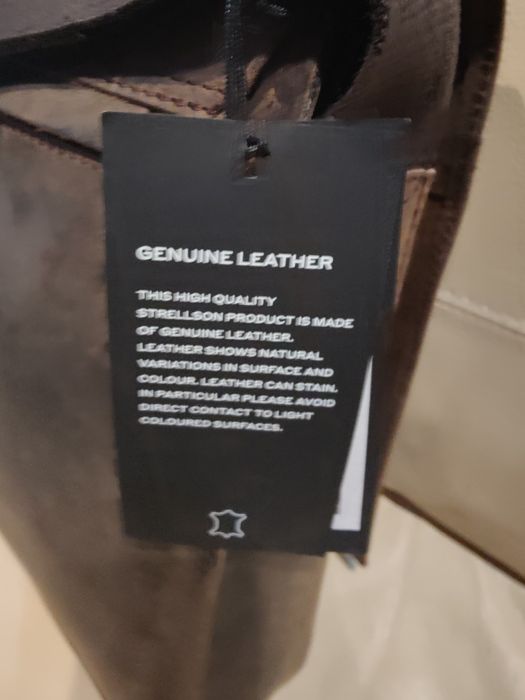 GENUINE LEATHER
THIS HIGH QUALITY
STRELLSON PRODUCT IS MADE
OF GENUINE LEATHER.
LEATHER SHOWS NATURAL
VARIATIONS IN SURFACE AND
COLOUR. LEATHER CAN STAIN.
IN PARTICULAR PLEASE AVOID
DIRECT CONTACT TO LIGHT
COLOURED SURFACES.